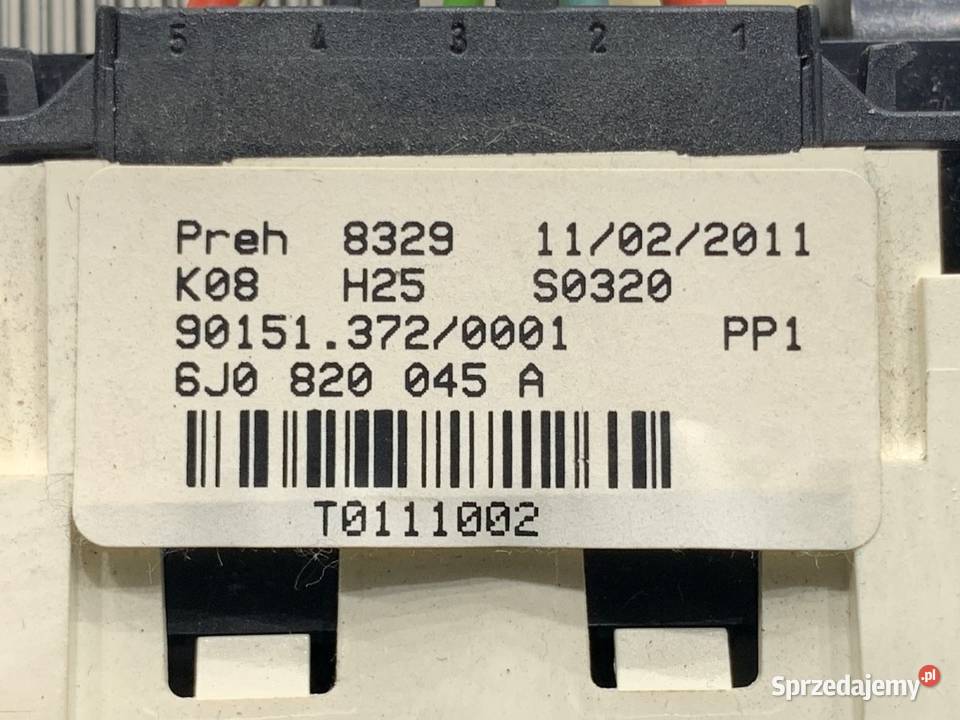 5 4 3 2 1
Preh 8329 11/02/2011
K08 H25 S0320
90151.372/0001 PP1
6J0 820 045 A
T0111002
Sprzedajemy.pl